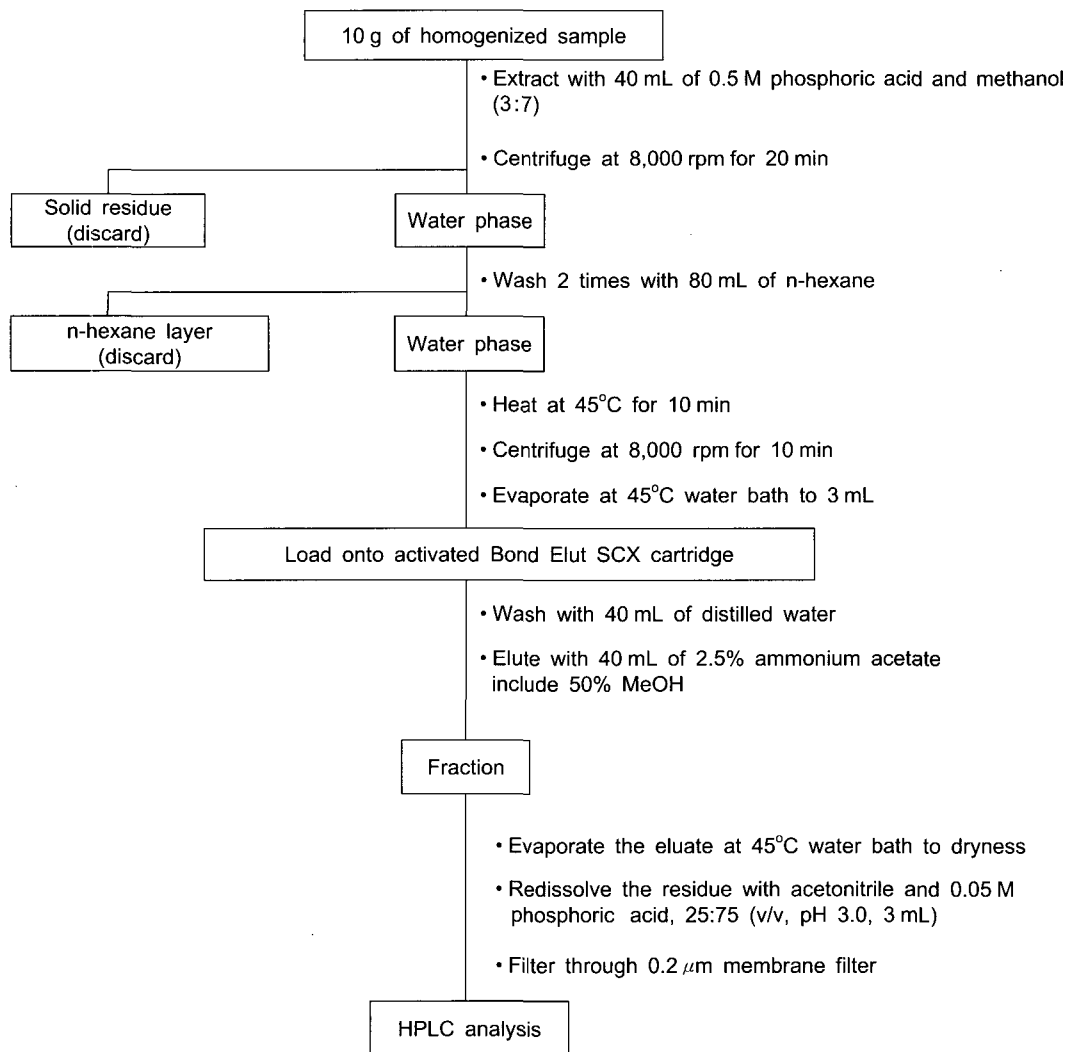 10 g of homogenized sample
• Extract with 40 mL of 0.5 M phosphoric acid and methanol
(3:7)
• Centrifuge at 8,000 rpm for 20 min
Solid residue
(discard)
Water phase
• Wash 2 times with 80 mL of n-hexane
n-hexane layer
(discard)
Water phase
• Heat at 45°C for 10 min
• Centrifuge at 8,000 rpm for 10 min
• Evaporate at 45°C water bath to 3 mL
Load onto activated Bond Elut SCX cartridge
• Wash with 40 mL of distilled water
• Elute with 40 mL of 2.5% ammonium acetate
include 50% MeOH
Fraction
• Evaporate the eluate at 45°C water bath to dryness
• Redissolve the residue with acetonitrile and 0.05 M
phosphoric acid, 25:75 (v/v, pH 3.0, 3 mL)
• Filter through 0.2 μm membrane filter
HPLC analysis